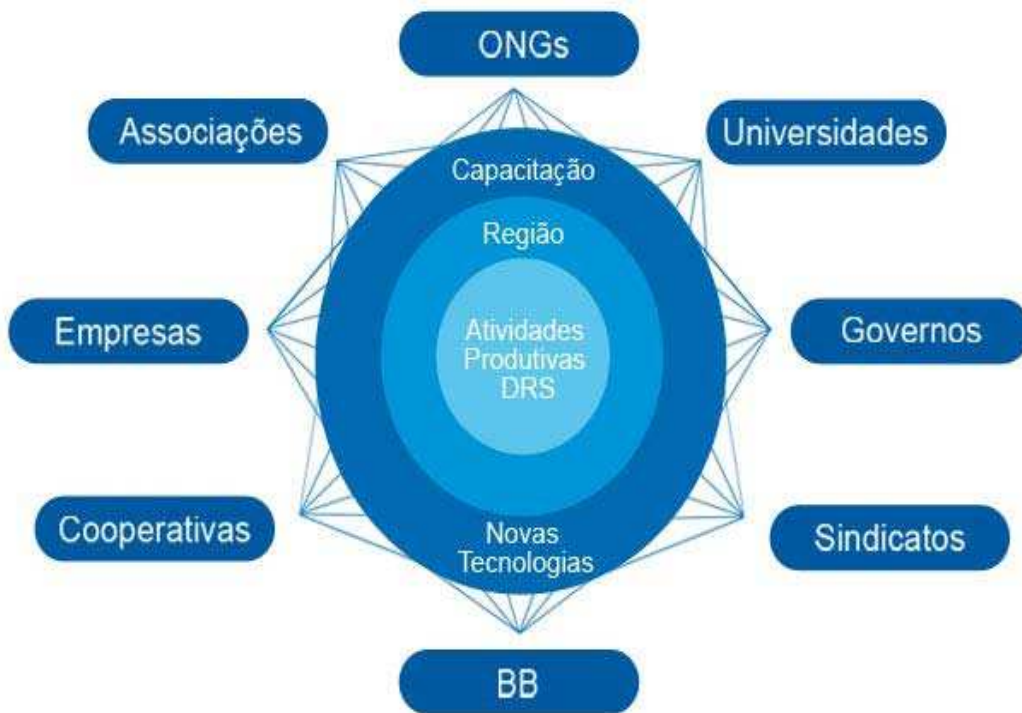 ONGs
Associações
Universidades
Capacitação
Região
Empresas
Atividades
Produtivas
DRS
Governos
Cooperativas
Novas
Tecnologias
Sindicatos
BB